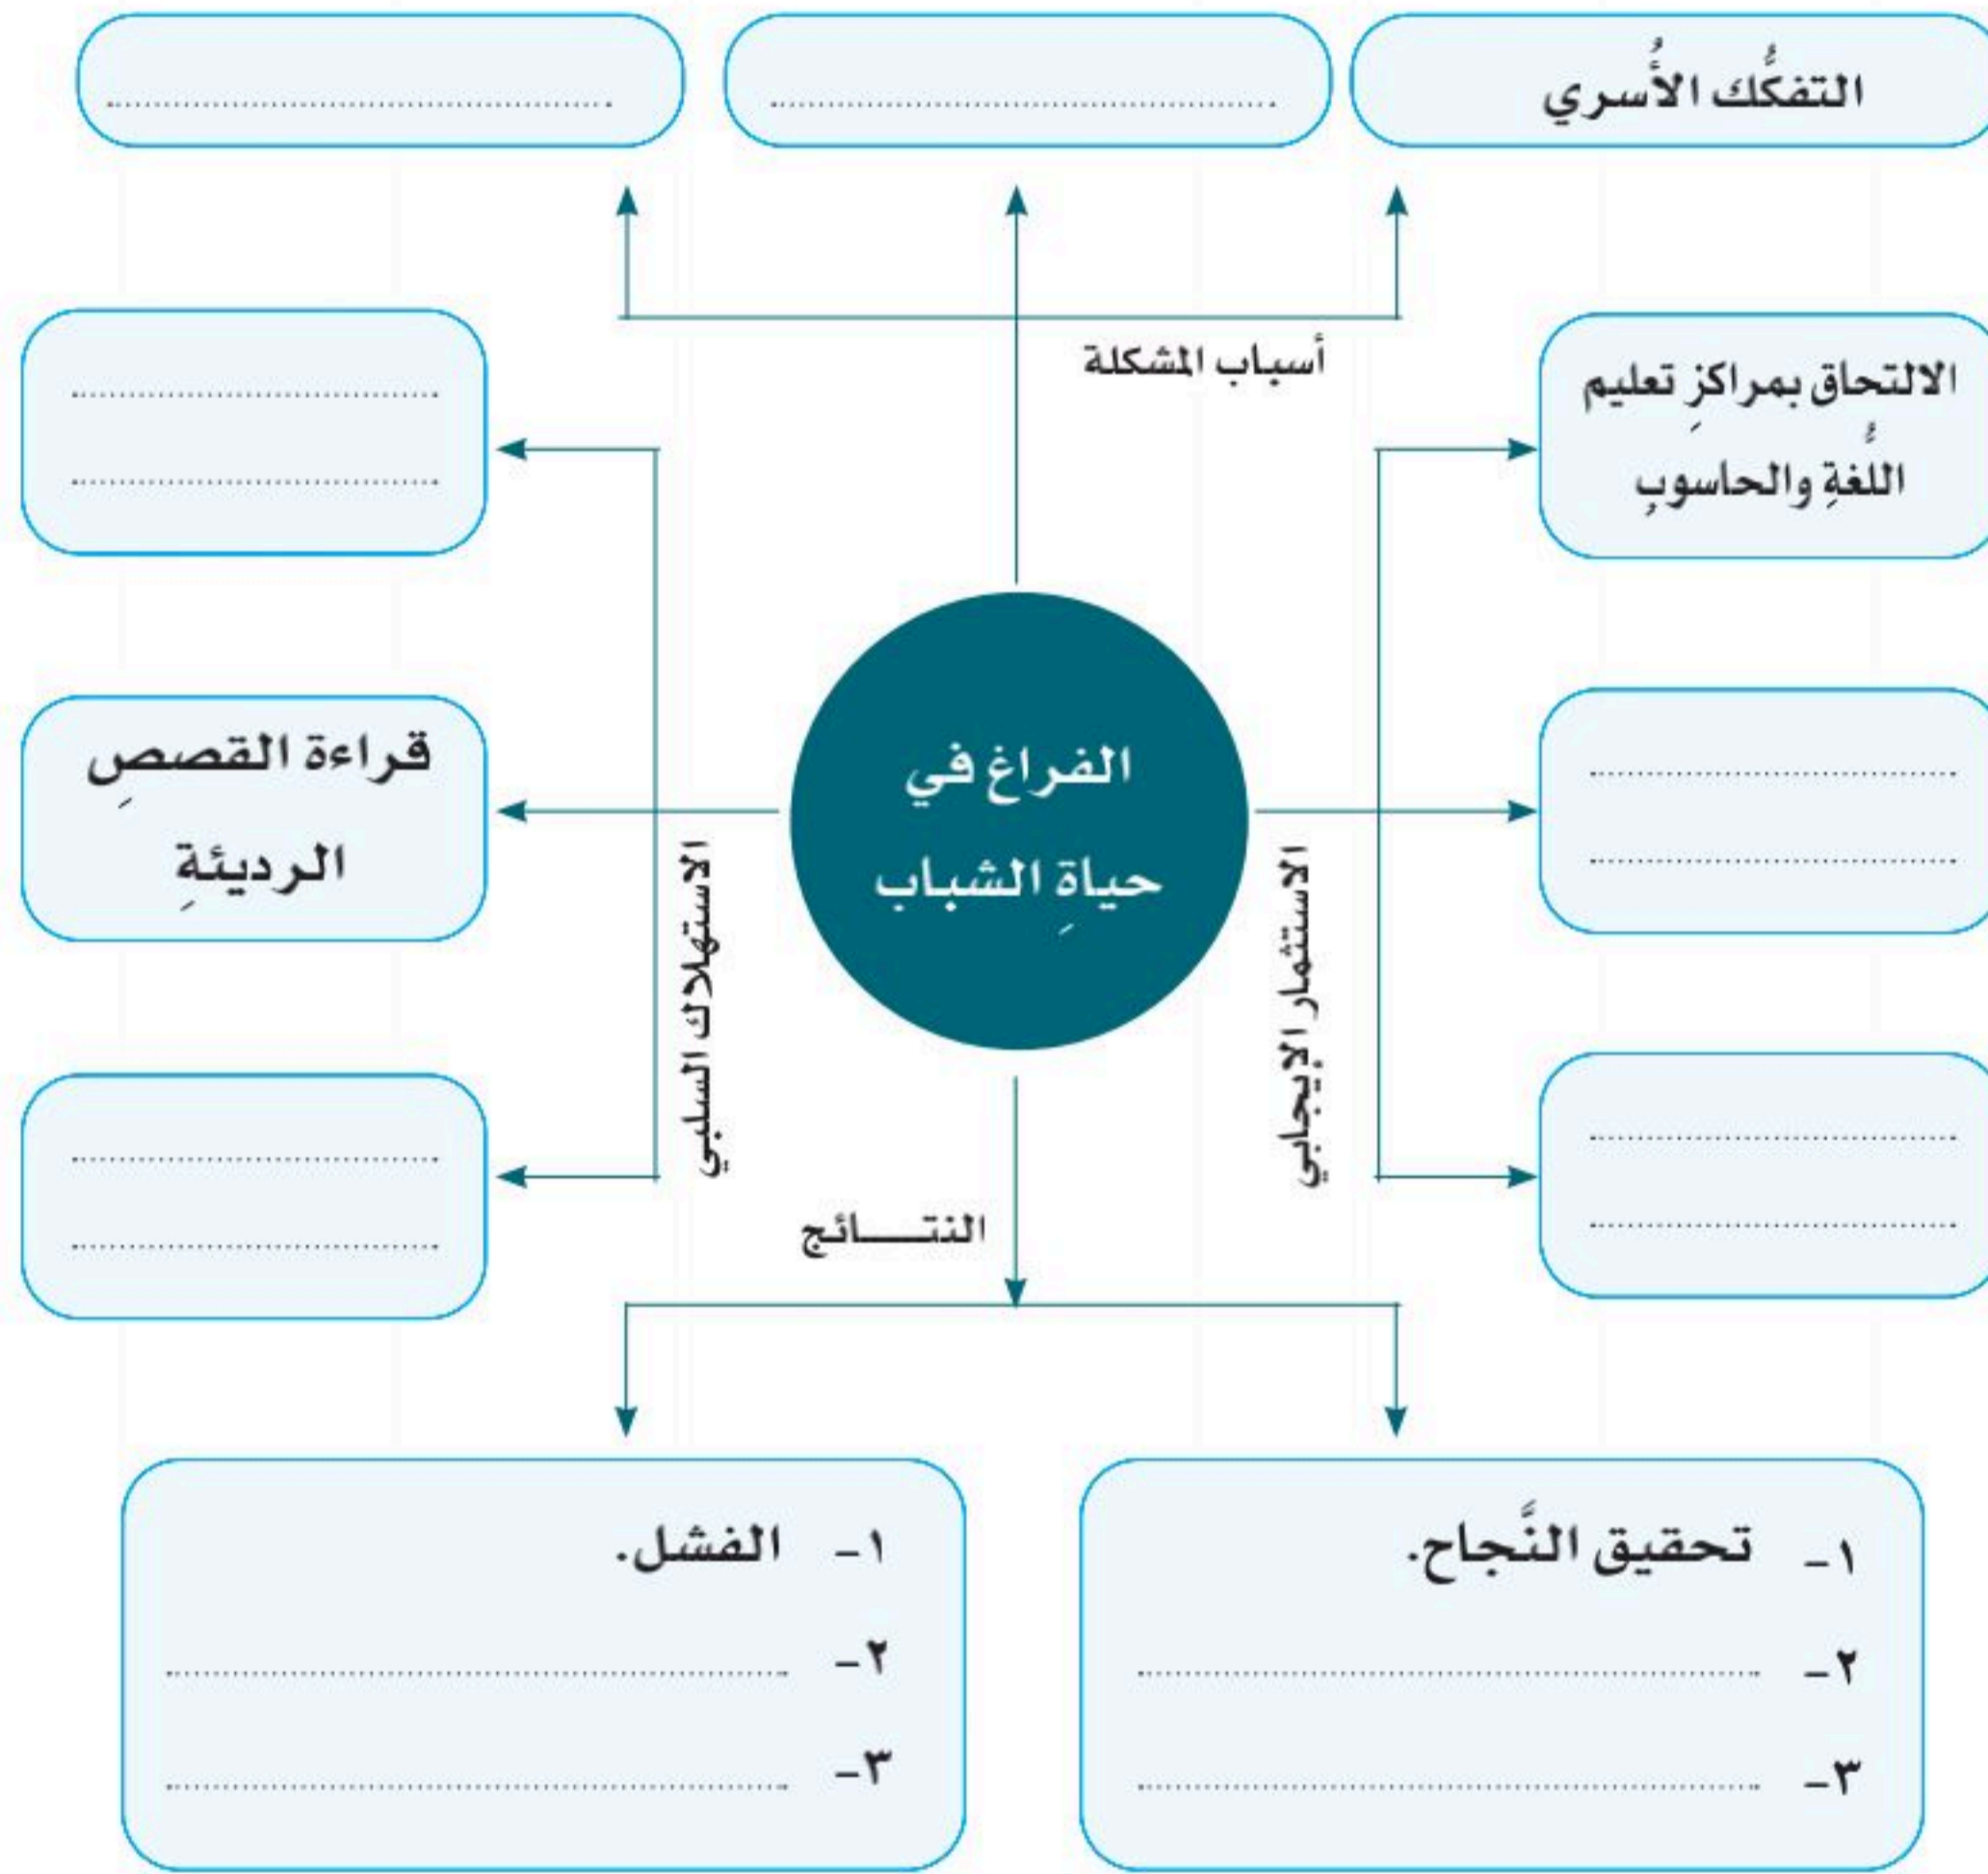 التفكُّك الأُسري
أسباب المشكلة
الالتحاق بمراكزِ تعليم
اللُّغةِ والحاسوبِ
قراءة القصصِ
الرديئةِ
الفراغ في
حياةِ الشباب
الاستثمار الإيجابي
الاستهلاك السلبي
النتـــائج
١- تحقيق النَّجاح.
٢-
٣-
١- الفشل.
٢-
٣-